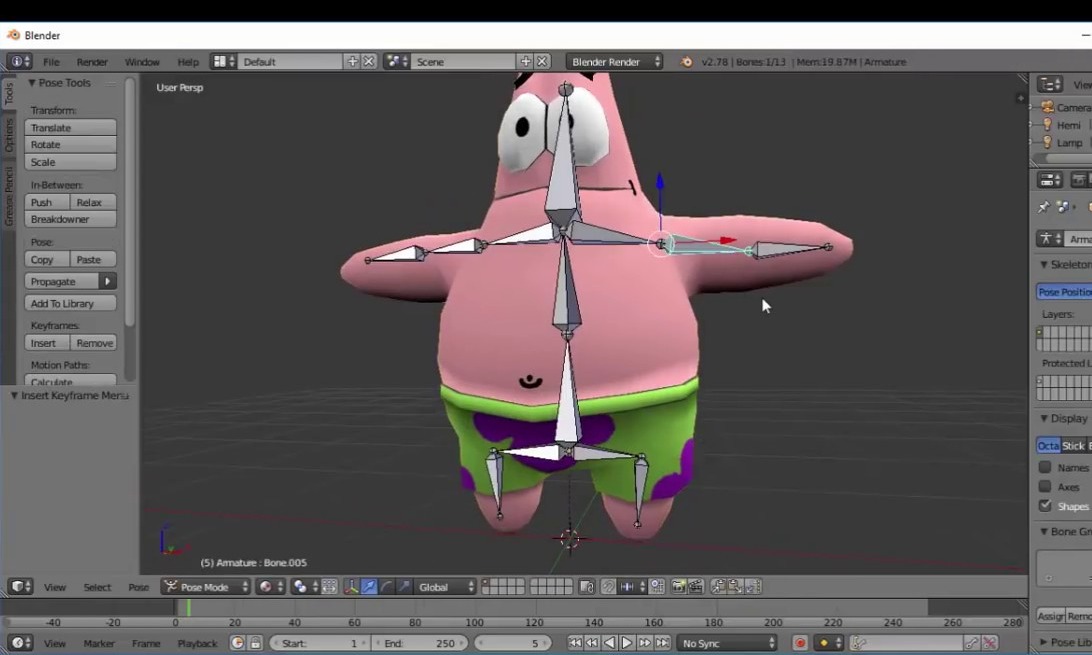 Blender
File Render Window Help Default Scene Blender Render v2.78 | Bones:1/13 | Mem:19.87M | Armature
Tools
Options
Grease Pencil
Pose Tools
Transform:
Translate
Rotate
Scale
In-Between:
Push Relax
Breakdowner
Pose:
Copy Paste
Propagate
Add To Library
Keyframes:
Insert Remove
Motion Paths:
Calculate
Insert Keyframe Menu
User Persp
(5) Armature : Bone.005
View Select Pose Pose Mode Global
-40 -20 0 20 40 60 80 100 120 140 160 180 200 220 240 260 280
View Marker Frame Playback Start: 1 End: 250 5 No Sync
Camera
Hemi
Lamp
Arma
Skeleton
Pose Position
Layers:
Protected L
Display
Octa Stick B
Names
Axes
Shapes
Bone Gr
Assign Remo
Pose Lib